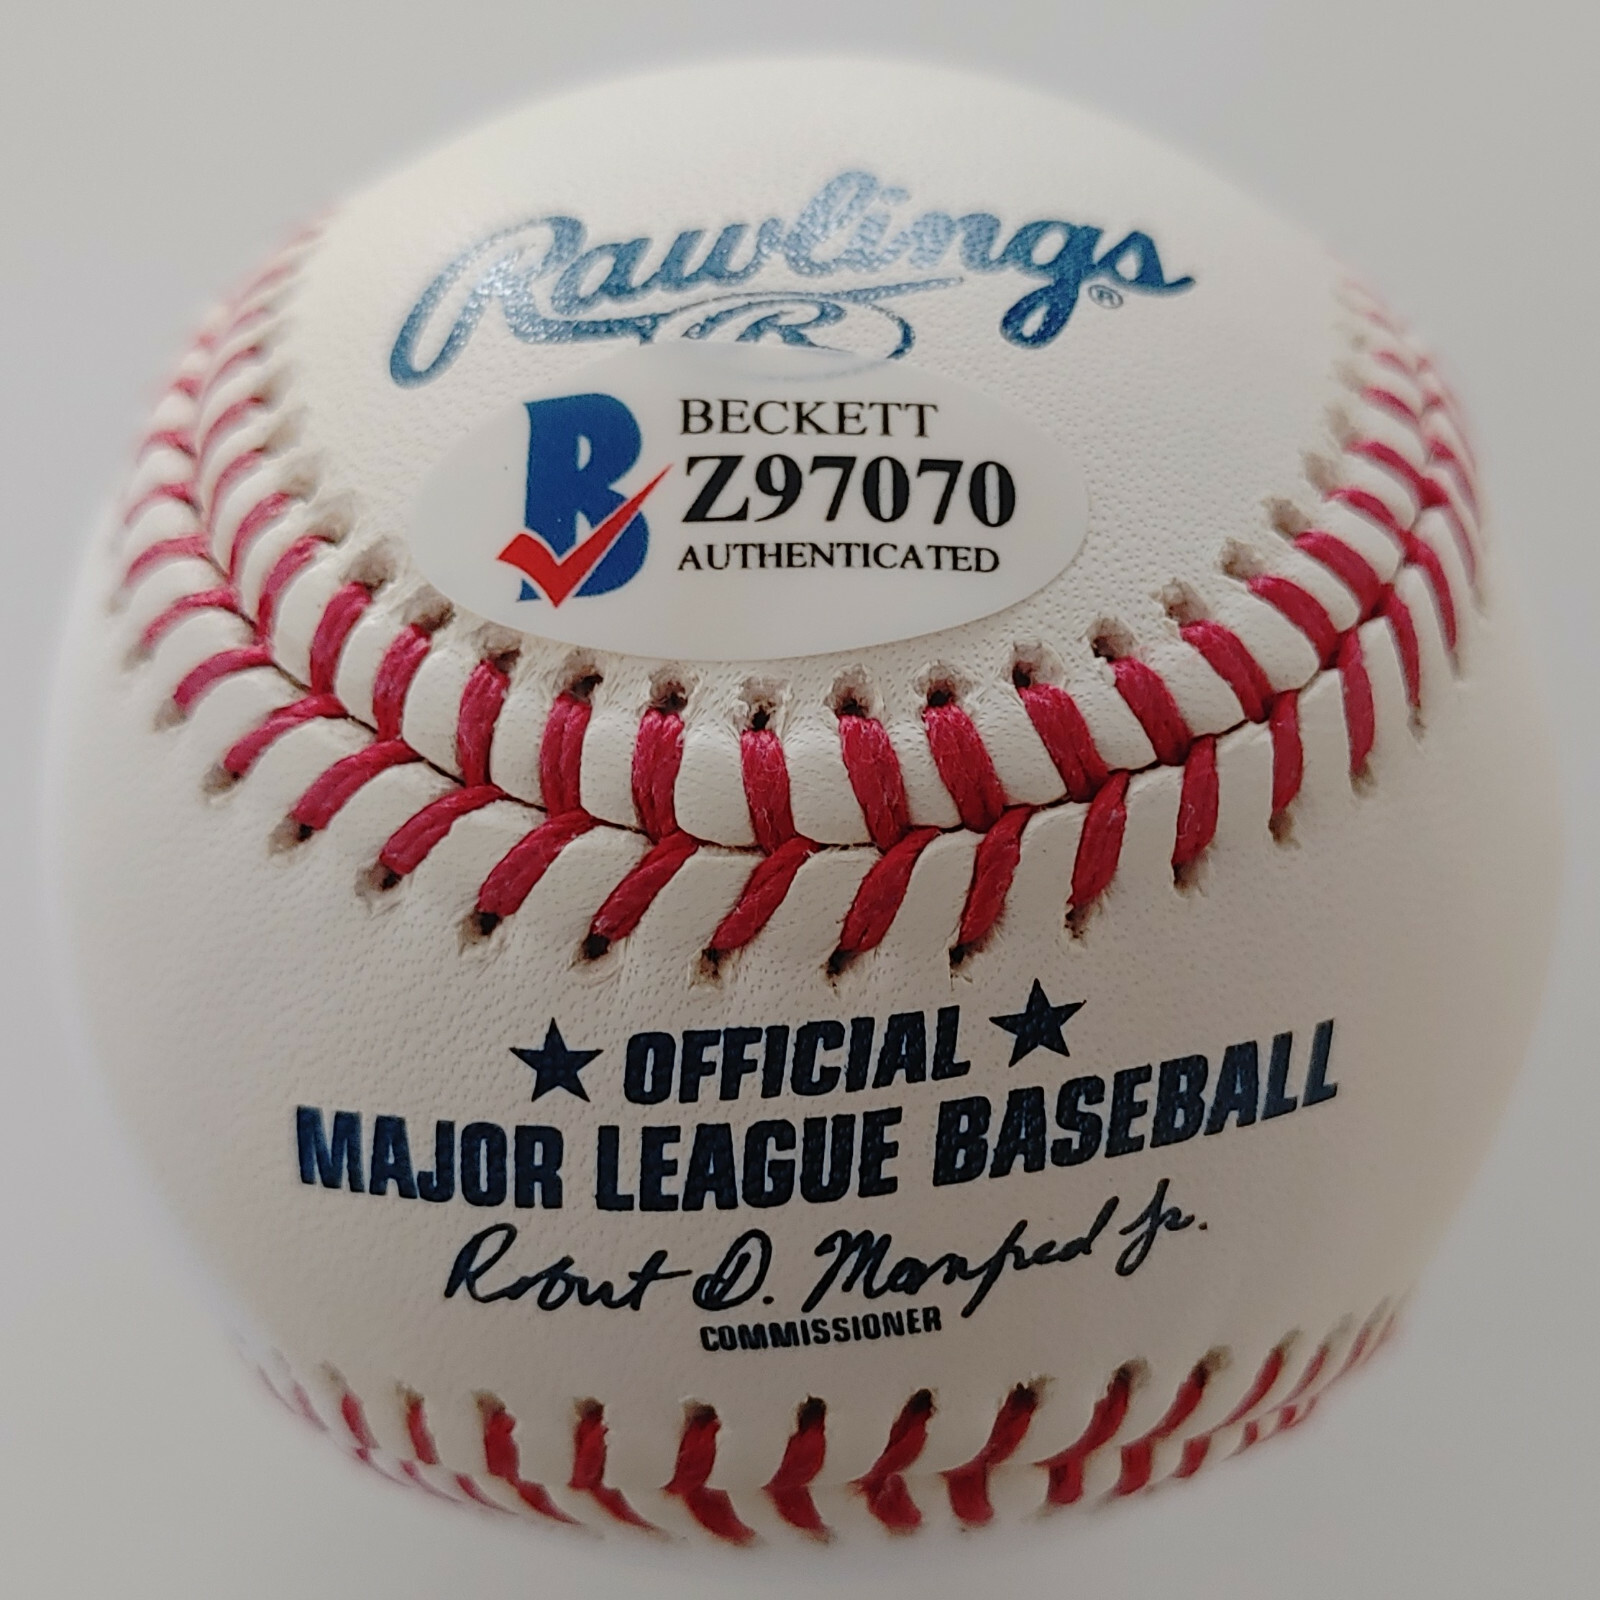 Rawlings
®
R
B
BECKETT
Z97070
AUTHENTICATED
★ OFFICIAL ★
MAJOR LEAGUE BASEBALL
Robert D. Manfred Jr.
COMMISSIONER